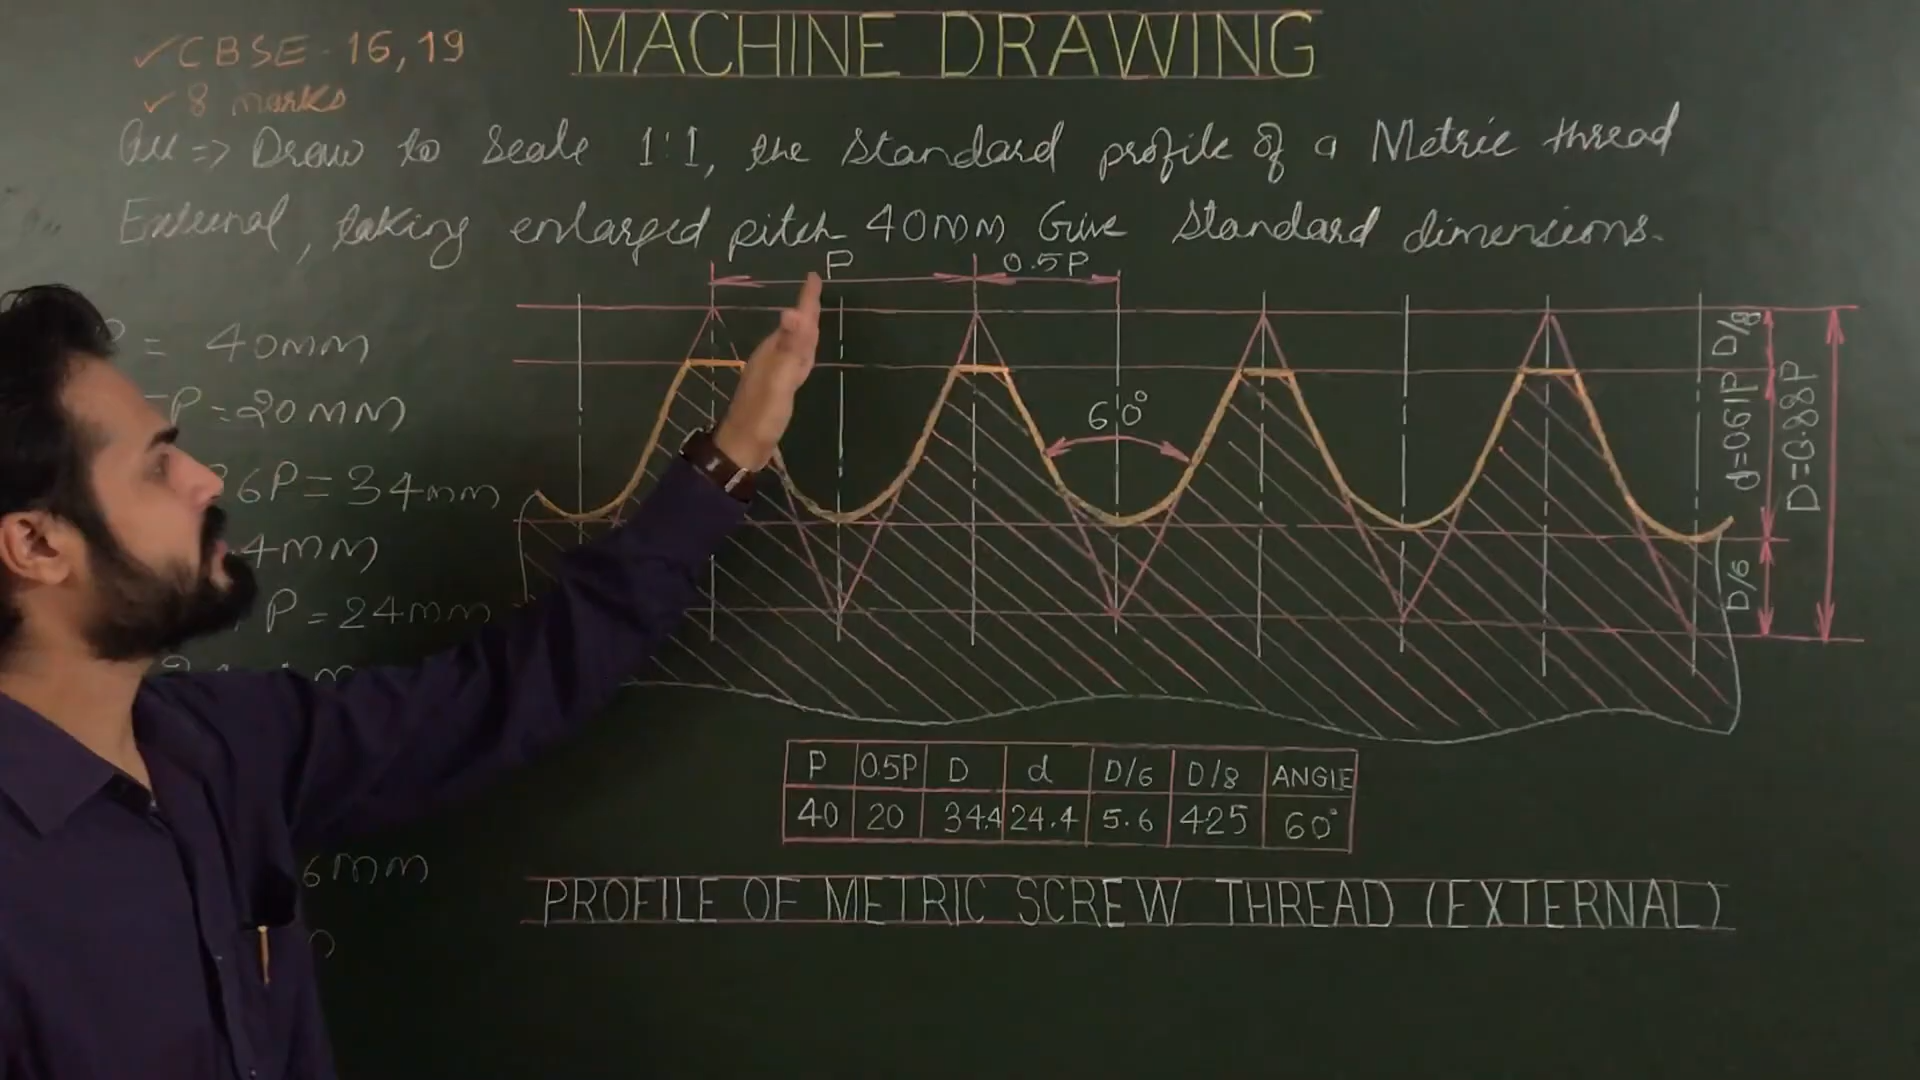 MACHINE DRAWING
✓ CBSE-16,19
✓ 8 marks
Qu => Draw to Scale 1:1, the standard profile of a Metric thread
External, taking enlarged pitch 40mm Give Standard dimensions.
P
0.5P
= 40mm
P = 20mm
6P = 34mm
4mm
P = 24mm
6mm
60°
D/8
d=0.61P
D/6
D=0.88P
P 0.5P D d D/6 D/8 ANGLE
40 20 34.4 24.4 5.6 425 60°
PROFILE OF METRIC SCREW THREAD (EXTERNAL)